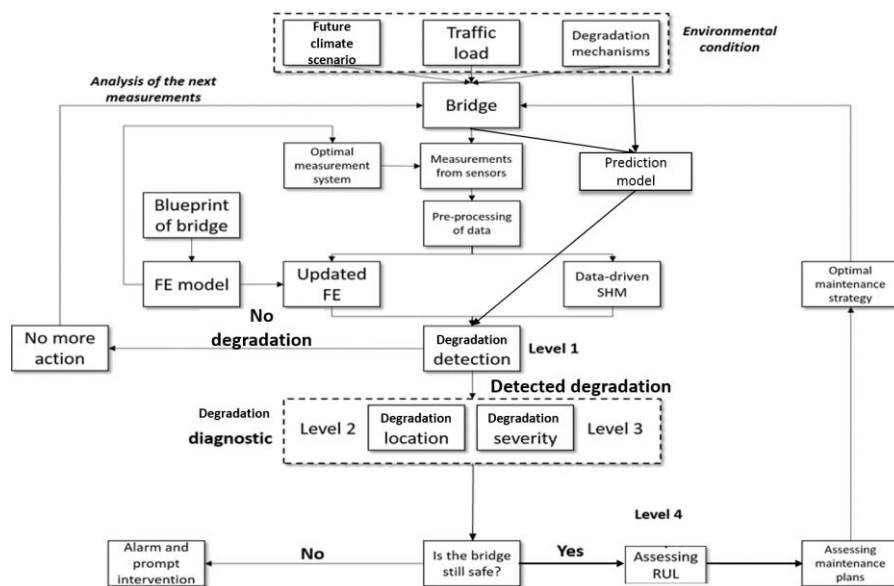 Future
climate
scenario
Traffic
load
Degradation
mechanisms
Environmental
condition
Analysis of the next
measurements
Bridge
Optimal
measurement
system
Measurements
from sensors
Prediction
model
Blueprint
of bridge
Pre-processing
of data
FE model
Updated
FE
Data-driven
SHM
Optimal
maintenance
strategy
No more
action
No
degradation
Degradation
detection
Level 1
Detected degradation
Degradation
diagnostic
Level 2
Degradation
location
Degradation
severity
Level 3
Level 4
Alarm and
prompt
intervention
No
Is the bridge
still safe?
Yes
Assessing
RUL
Assessing
maintenance
plans